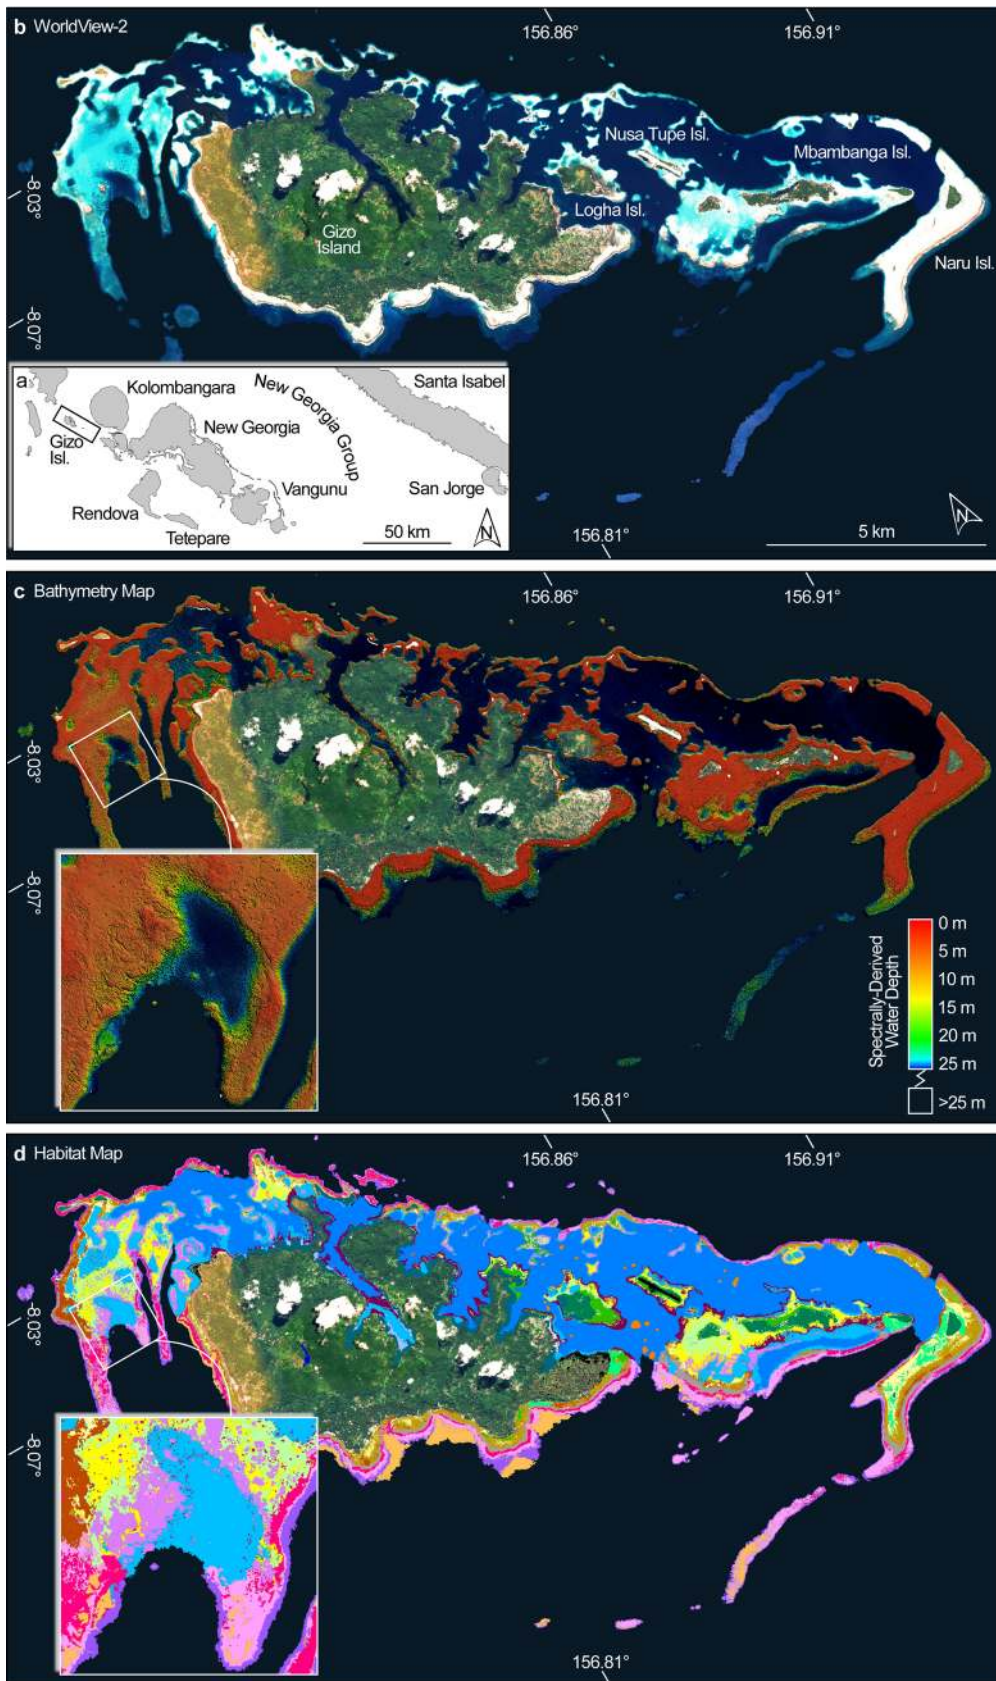 b WorldView-2
156.86°
156.91°
Nusa Tupe Isl.
Mbambanga Isl.
-8.03°
Logha Isl.
Gizo
Island
Naru Isl.
-8.07°
a
Kolombangara
New Georgia Group
Santa Isabel
New Georgia
Gizo
Isl.
Vangunu
San Jorge
Rendova
Tetepare
50 km
N
156.81°
5 km
N
c Bathymetry Map
156.86°
156.91°
-8.03°
-8.07°
Spectrally-Derived
Water Depth
0 m
5 m
10 m
15 m
20 m
25 m
>25 m
156.81°
d Habitat Map
156.86°
156.91°
-8.03°
-8.07°
156.81°